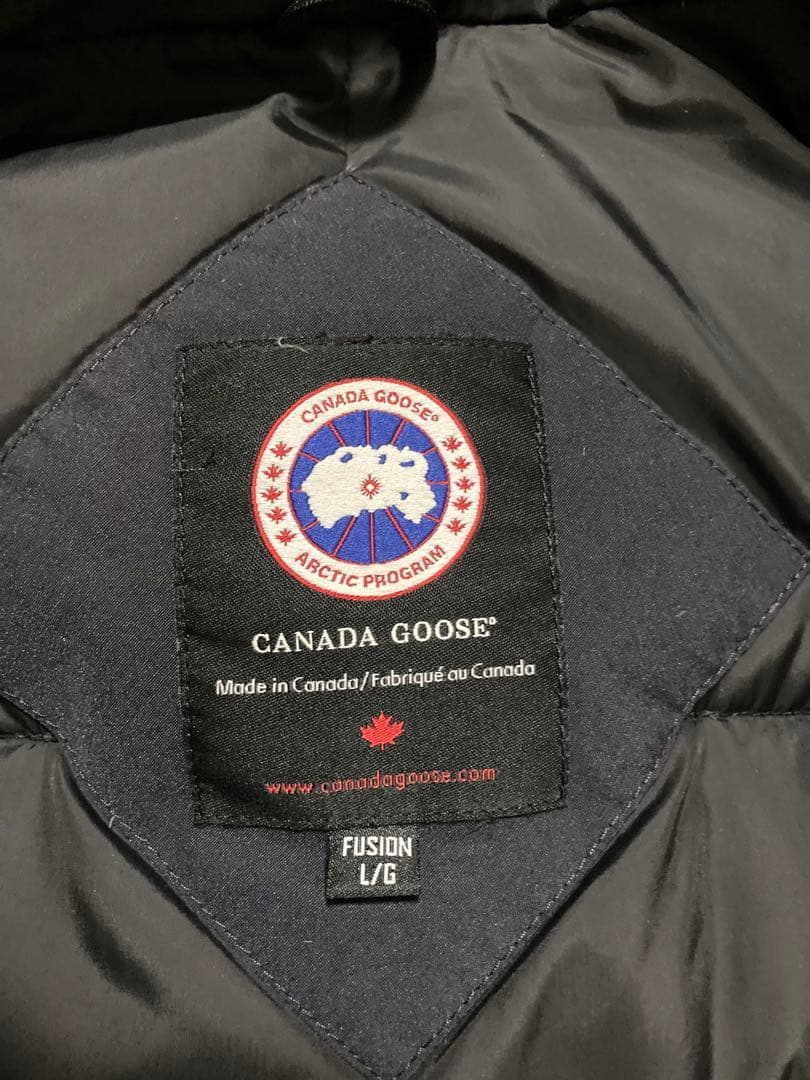 CANADA GOOSE®
ARCTIC PROGRAM
CANADA GOOSE®
Made in Canada/Fabriqué au Canada
www.canadagoose.com
FUSION
L/G